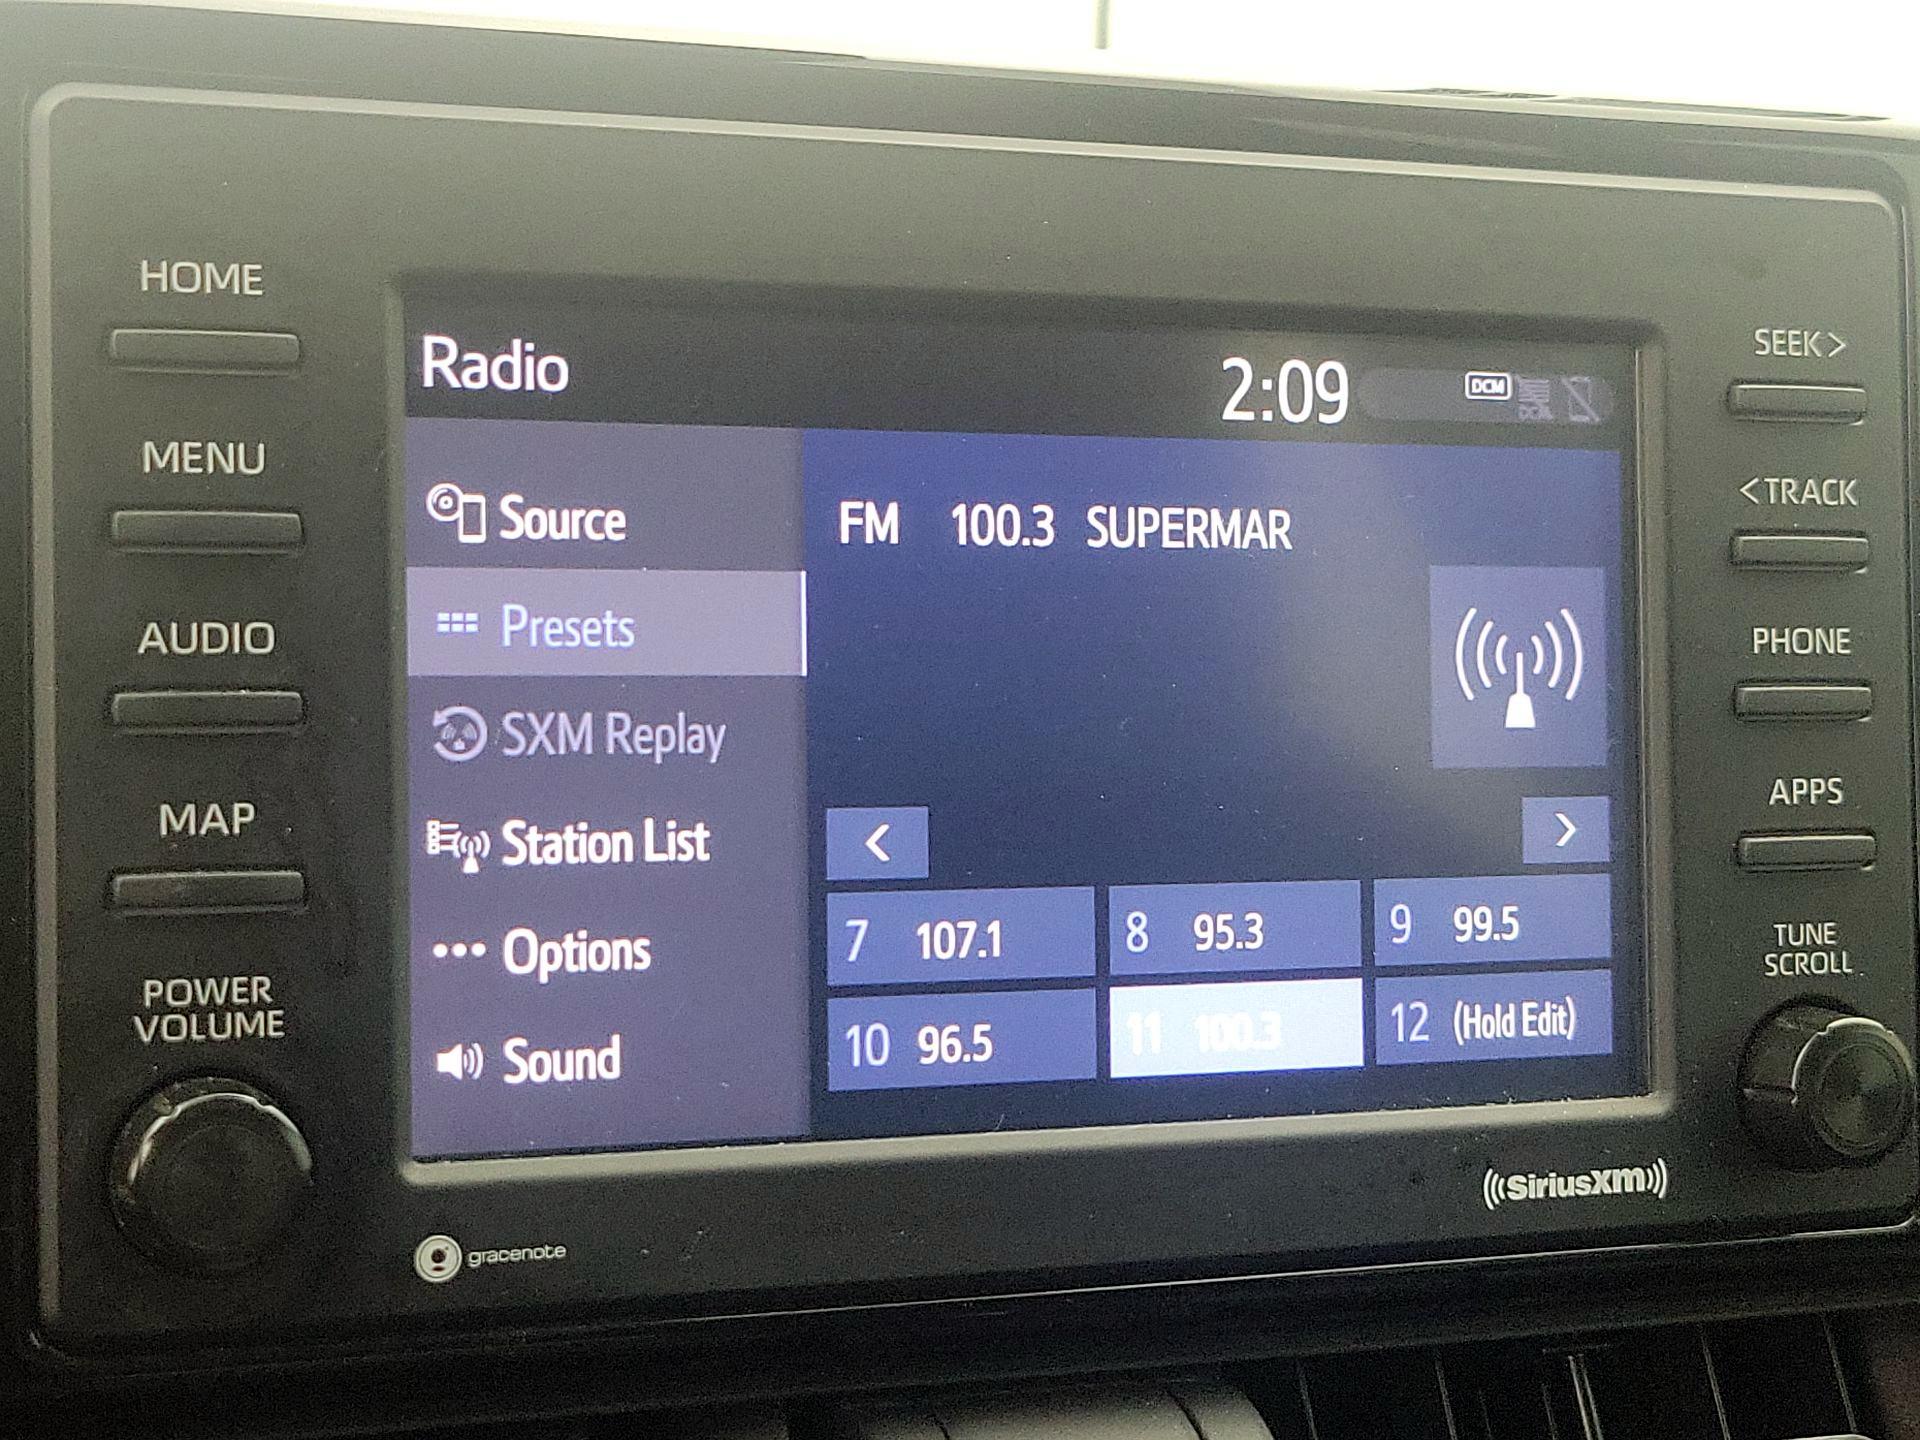 HOME
MENU
AUDIO
MAP
POWER
VOLUME
Radio
2:09
DCM
Source
Presets
SXM Replay
Station List
Options
Sound
FM 100.3 SUPERMAR
<
>
7 107.1
8 95.3
9 99.5
10 96.5
11 100.3
12 (Hold Edit)
SEEK >
< TRACK
PHONE
APPS
TUNE
SCROLL
gracenote
((SiriusXM))